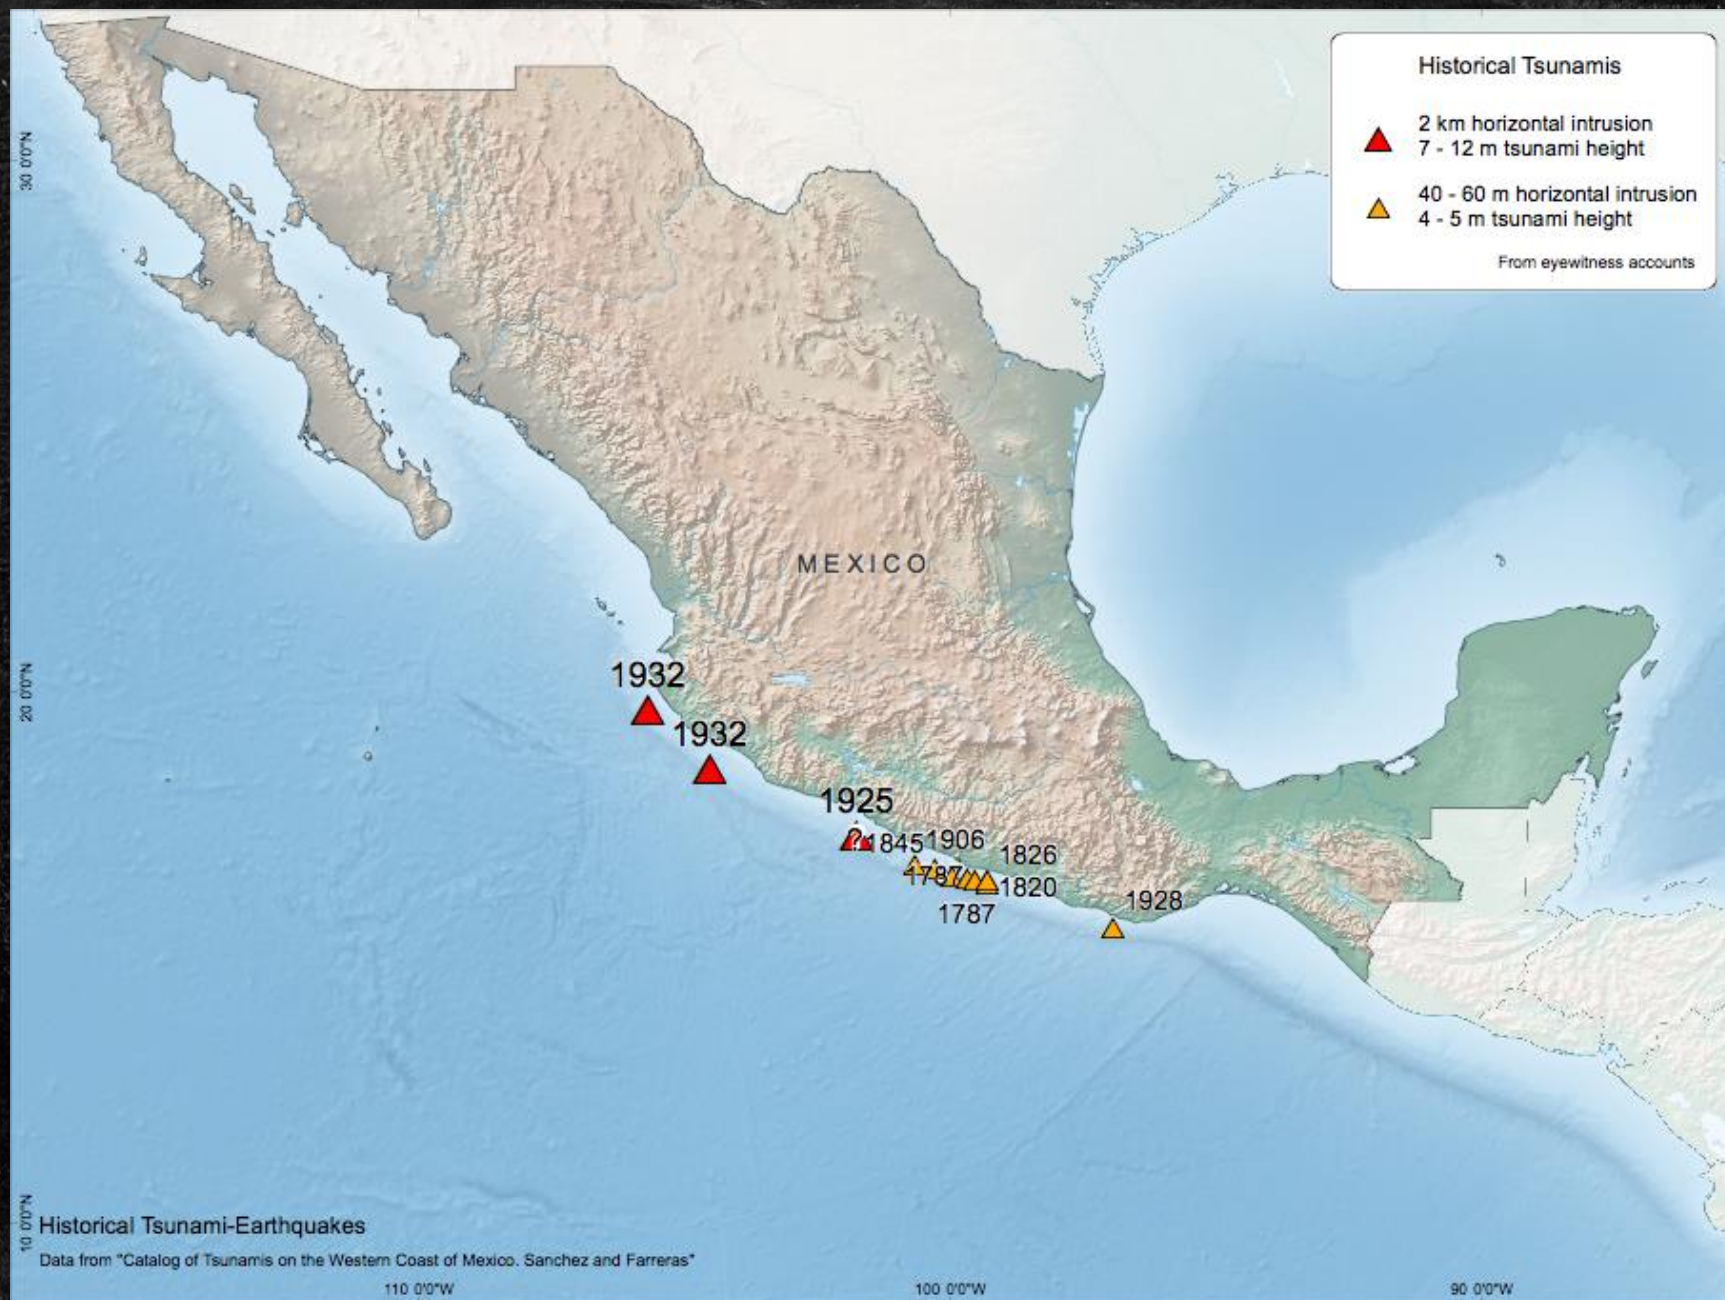 Historical Tsunamis
2 km horizontal intrusion
7 - 12 m tsunami height
40 - 60 m horizontal intrusion
4 - 5 m tsunami height
From eyewitness accounts
30 0'0"N
MEXICO
1932
20 0'0"N
1932
1925
?
1845
1906
1826
1787
1820
1928
1787
10 0'0"N
Historical Tsunami-Earthquakes
Data from "Catalog of Tsunamis on the Western Coast of Mexico. Sanchez and Farreras"
110 0'0"W
100 0'0"W
90 0'0"W